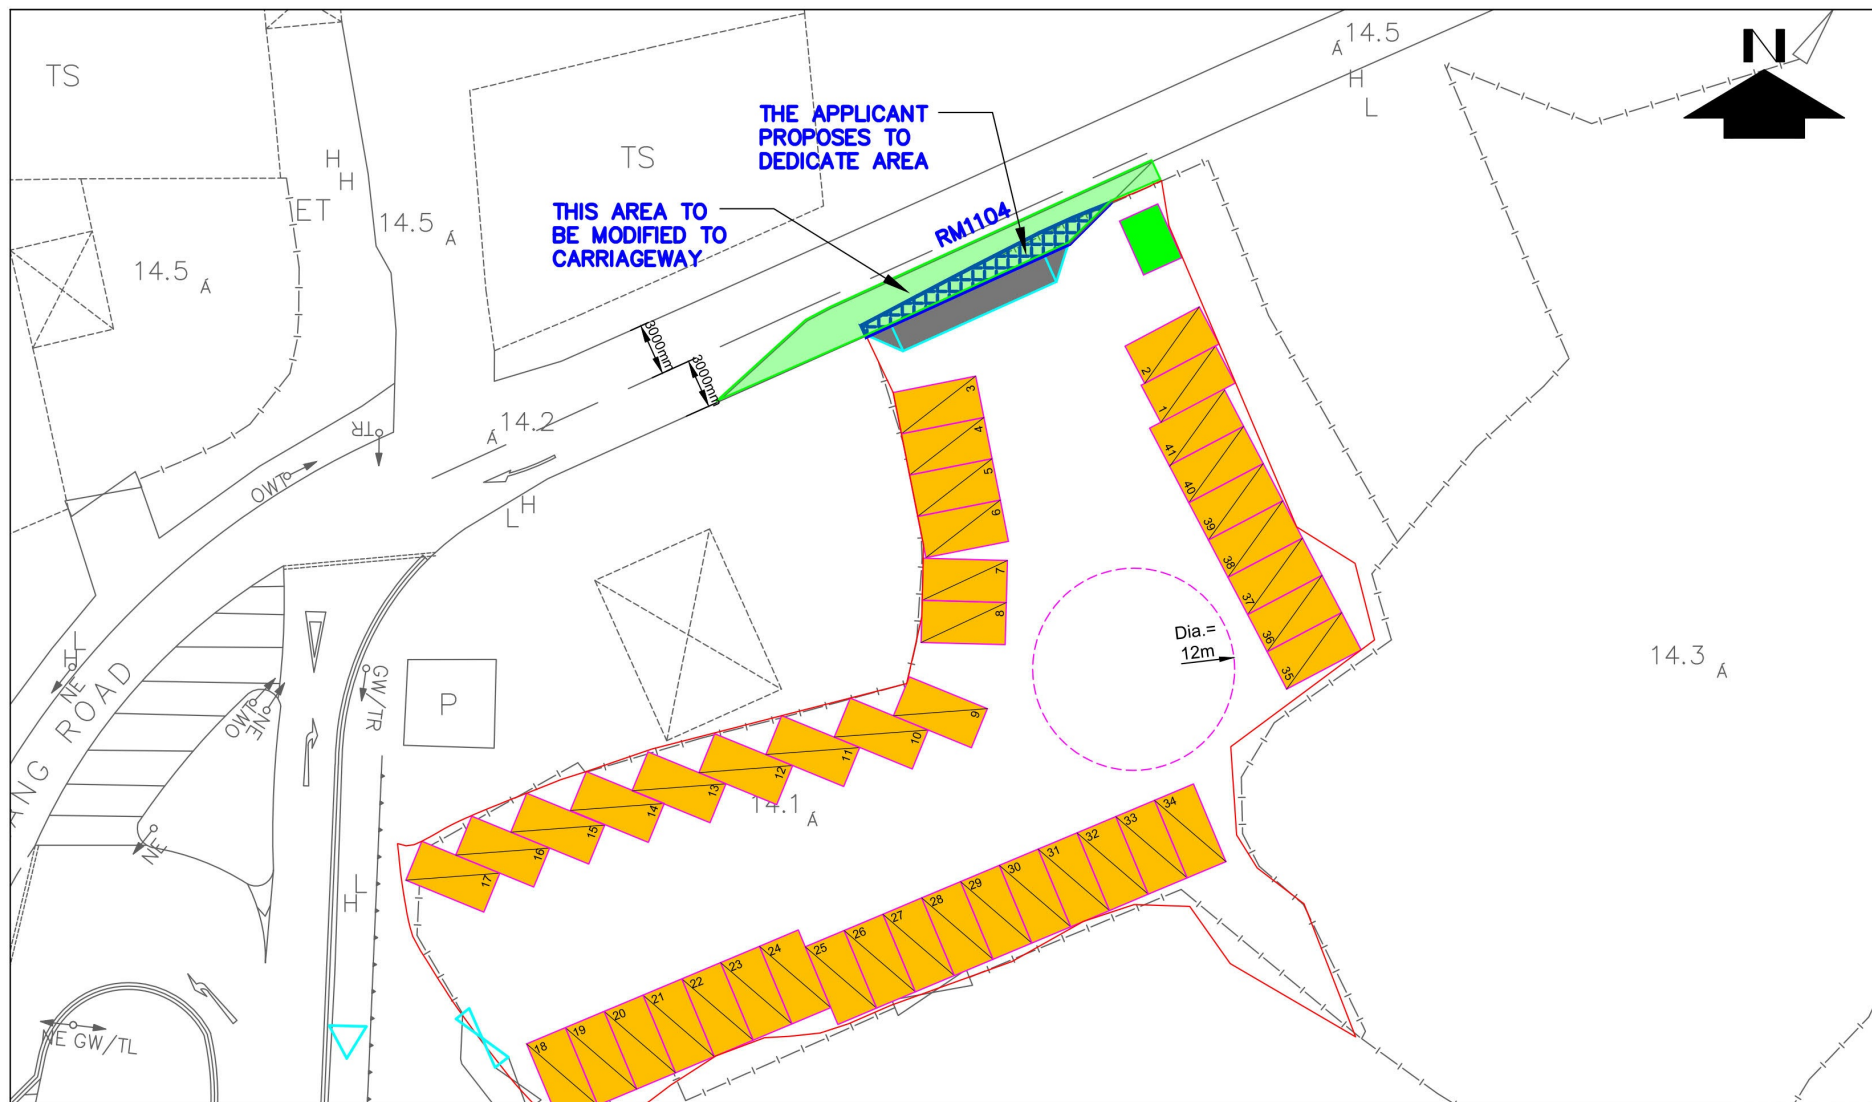 TS
14.5
Á
H
L
N
THE APPLICANT
PROPOSES TO
DEDICATE AREA
TS
H
H
ET
14.5
Á
THIS AREA TO
BE MODIFIED TO
CARRIAGEWAY
RM1104
14.5
Á
3000mm
3000mm
14.2
Á
TR
OWT
L
H
2
1
41
40
39
38
37
36
35
3
4
5
6
7
8
9
10
11
12
13
14
15
16
17
Dia.=
12m
14.3
Á
L
H
NE
OWT
NE
GW/TR
P
ANG ROAD
NE
14.1
Á
L
H
34
33
32
31
30
29
28
27
26
25
24
23
22
21
20
19
18
NE GW/TL